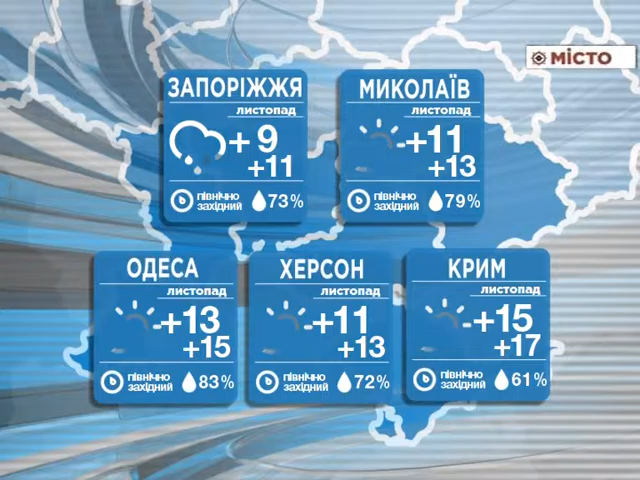 МІСТО
ЗАПОРІЖЖЯ
листопад
+ 9
+11
північно
західний
73%
МИКОЛАЇВ
листопад
+11
+13
північно
західний
79%
ОДЕСА
листопад
+13
+15
північно
західний
83%
ХЕРСОН
листопад
+11
+13
північно
західний
72%
КРИМ
листопад
+15
+17
північно
західний
61%